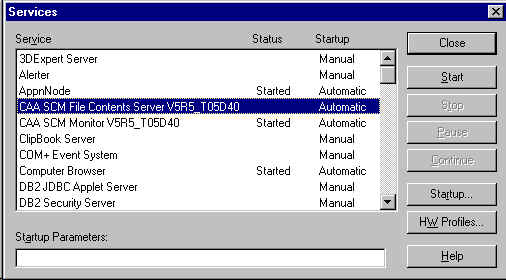 Services
Service Status Startup
3DExpert Server Manual
Alerter Manual
AppnNode Started Automatic
CAA SCM File Contents Server V5R5_T05D40 Automatic
CAA SCM Monitor V5R5_T05D40 Started Automatic
ClipBook Server Manual
COM+ Event System Manual
Computer Browser Started Automatic
DB2 JDBC Applet Server Manual
DB2 Security Server Manual
Startup Parameters:
Close
Start
Stop
Pause
Continue
Startup...
HW Profiles...
Help